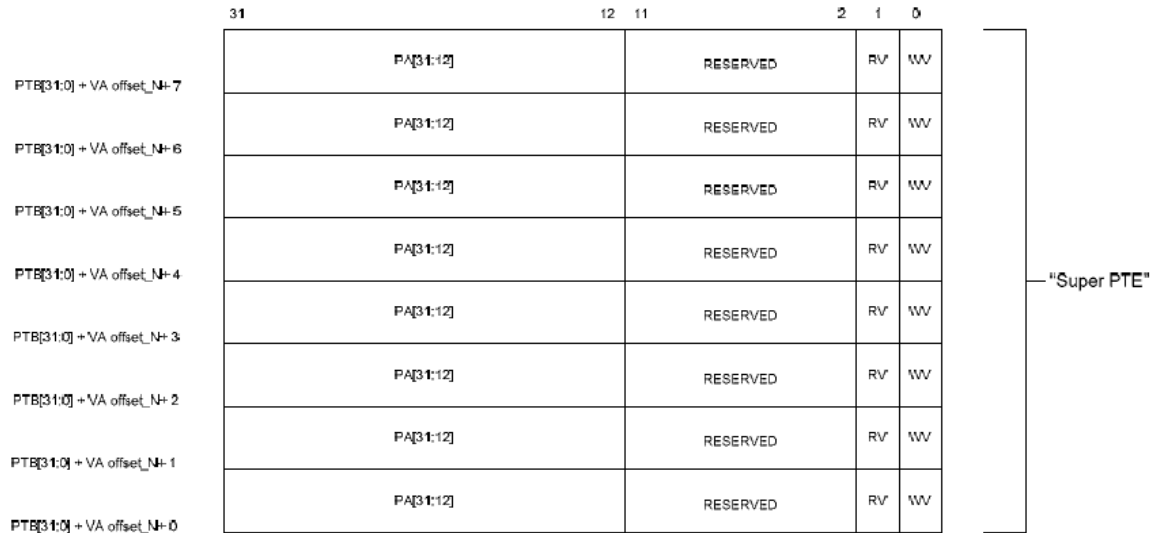 31 12 11 2 1 0
PA[31:12] RESERVED RV WV
PTB[31:0] + VA offset_N+ 7
PA[31:12] RESERVED RV WV
PTB[31:0] + VA offset_N+ 6
PA[31:12] RESERVED RV WV
PTB[31:0] + VA offset_N+ 5
PA[31:12] RESERVED RV WV
PTB[31:0] + VA offset_N+ 4
"Super PTE"
PA[31:12] RESERVED RV WV
PTB[31:0] + VA offset_N+ 3
PA[31:12] RESERVED RV WV
PTB[31:0] + VA offset_N+ 2
PA[31:12] RESERVED RV WV
PTB[31:0] + VA offset_N+ 1
PA[31:12] RESERVED RV WV
PTB[31:0] + VA offset_N+ 0